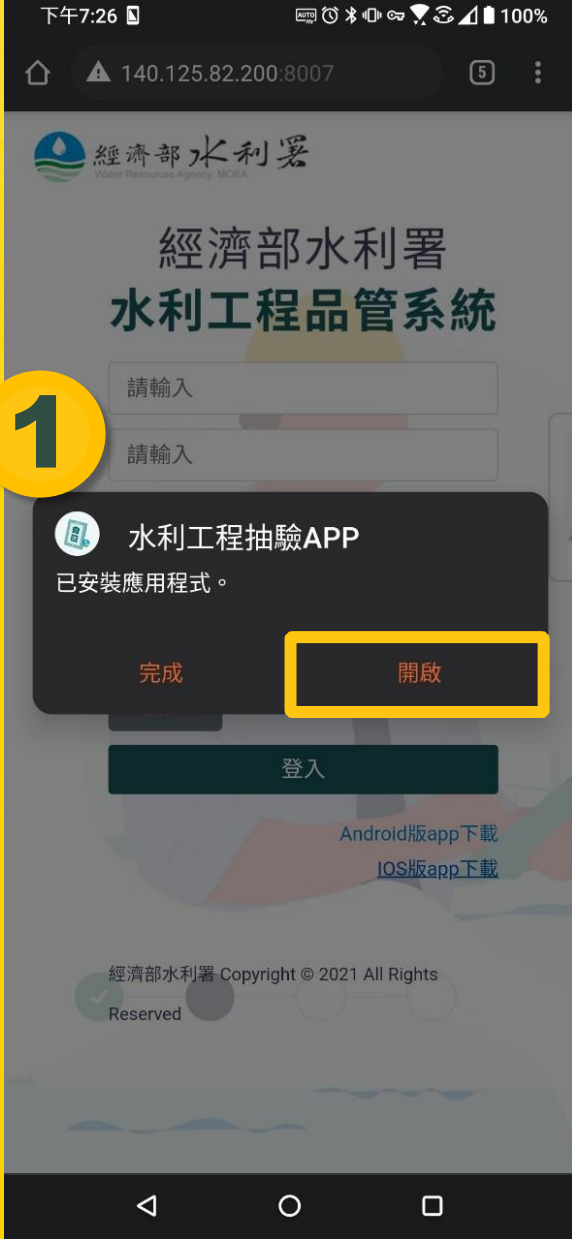 下午7:26 100%
140.125.82.200:8007 5
經濟部水利署
Water Resources Agency, MOEA
經濟部水利署
水利工程品管系統
請輸入
1
請輸入
水利工程抽驗APP
已安裝應用程式。
完成 開啟
登入
Android版app下載
IOS版app下載
經濟部水利署 Copyright © 2021 All Rights
Reserved